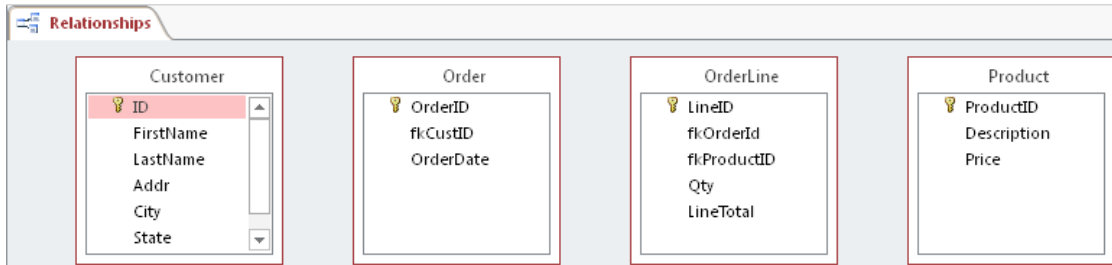 Relationships
Customer
ID
FirstName
LastName
Addr
City
State
Order
OrderID
fkCustID
OrderDate
OrderLine
LineID
fkOrderId
fkProductID
Qty
LineTotal
Product
ProductID
Description
Price